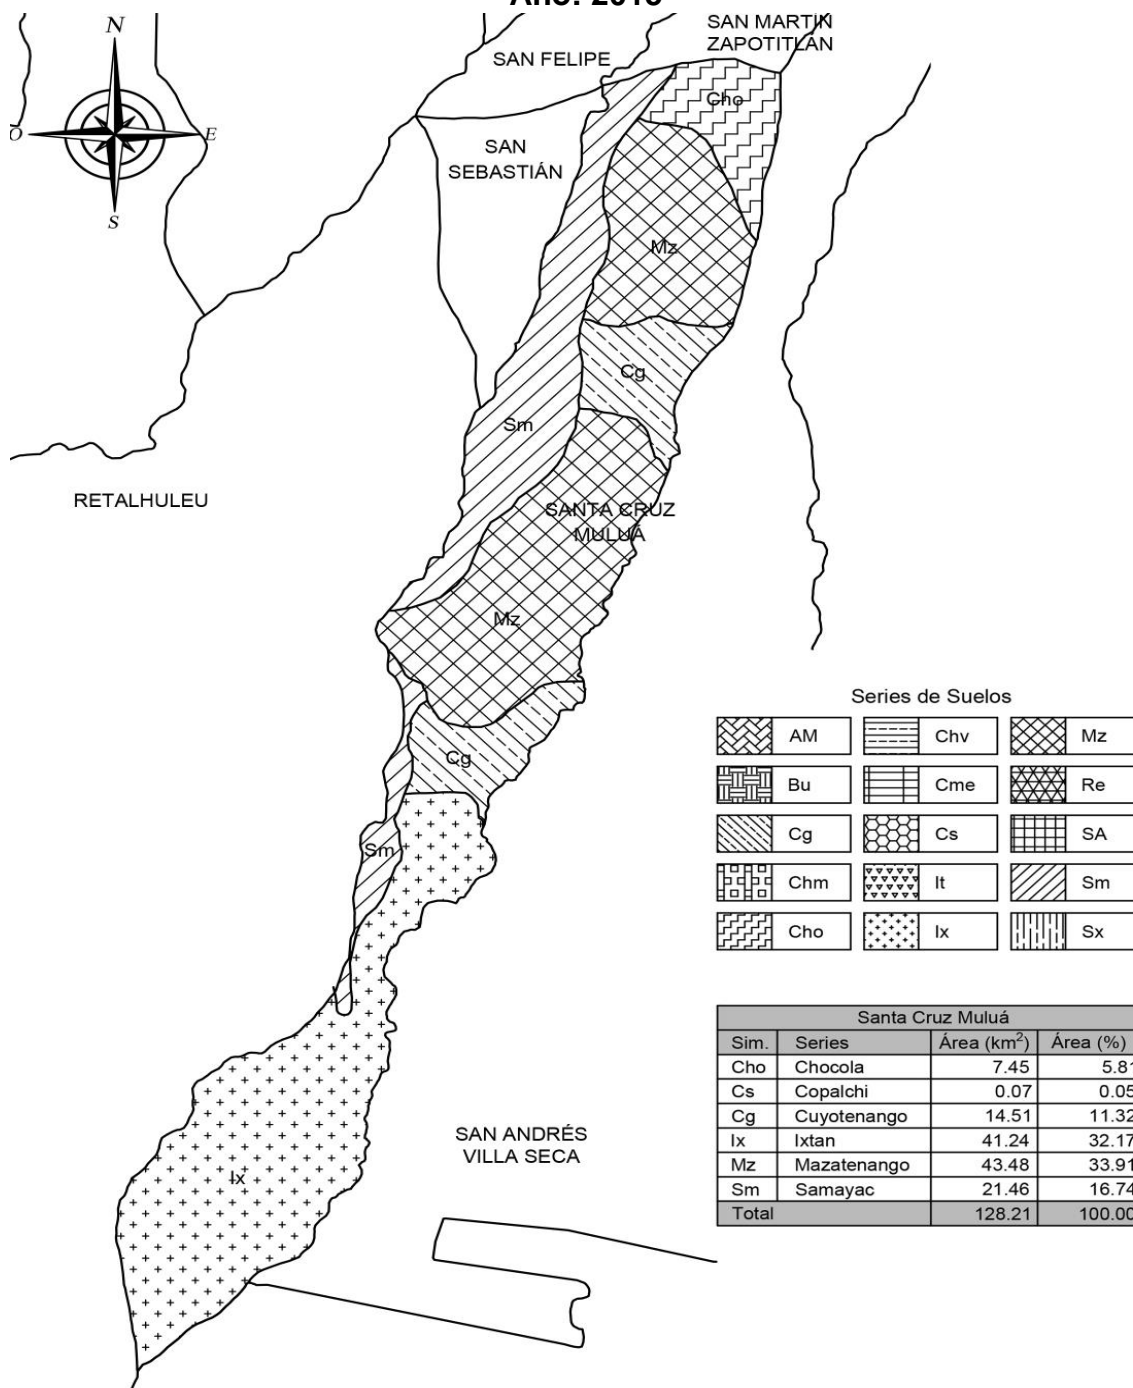 N
O
E
S
SAN MARTÍN
ZAPOTITLÁN
SAN FELIPE
Cho
SAN
SEBASTIÁN
Mz
Cg
Sm
RETALHULEU
SANTA CRUZ
MULUÁ
Mz
Cg
Sm
Ix
SAN ANDRÉS
VILLA SECA
Series de Suelos
AM Chv Mz
Bu Cme Re
Cg Cs SA
Chm It Sm
Cho Ix Sx
Santa Cruz Muluá
Sim. Series Área (km²) Área (%)
Cho Chocola 7.45 5.81
Cs Copalchi 0.07 0.05
Cg Cuyotenango 14.51 11.32
Ix Ixtan 41.24 32.17
Mz Mazatenango 43.48 33.91
Sm Samayac 21.46 16.74
Total 128.21 100.00